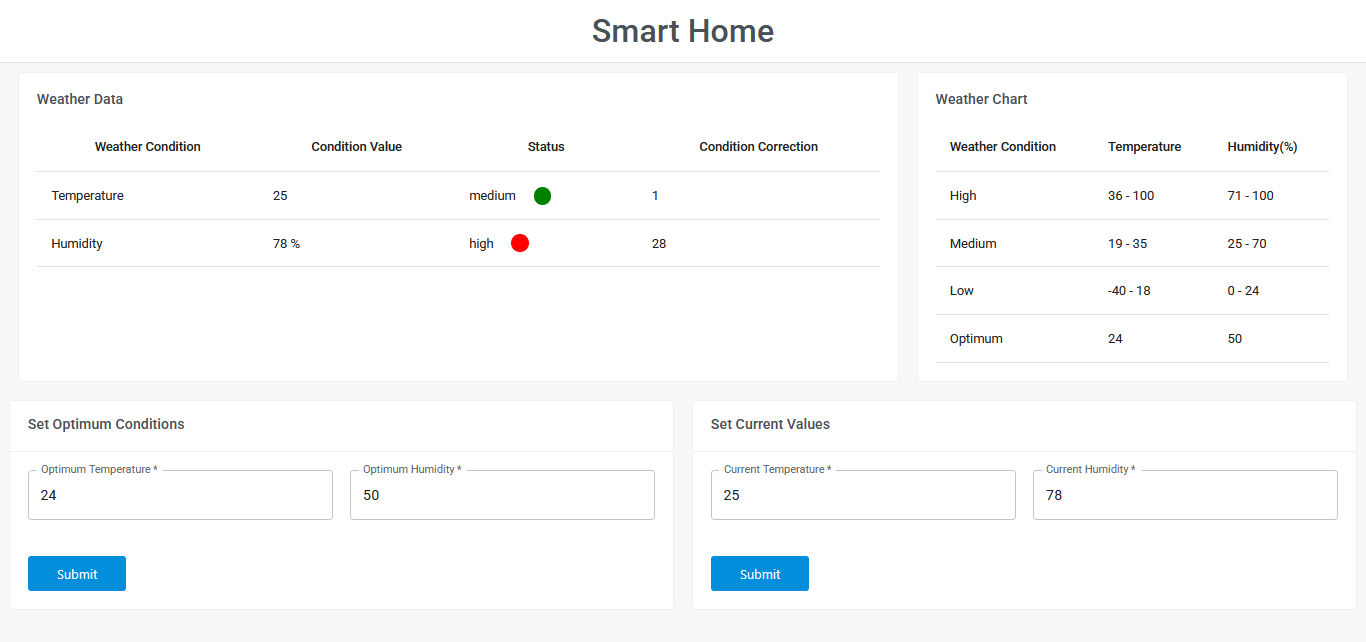 Smart Home
Weather Data
Weather Condition Condition Value Status Condition Correction
Temperature 25 medium 1
Humidity 78 % high 28
Weather Chart
Weather Condition Temperature Humidity(%)
High 36 - 100 71 - 100
Medium 19 - 35 25 - 70
Low -40 - 18 0 - 24
Optimum 24 50
Set Optimum Conditions
Optimum Temperature * Optimum Humidity *
24 50
Submit
Set Current Values
Current Temperature * Current Humidity *
25 78
Submit